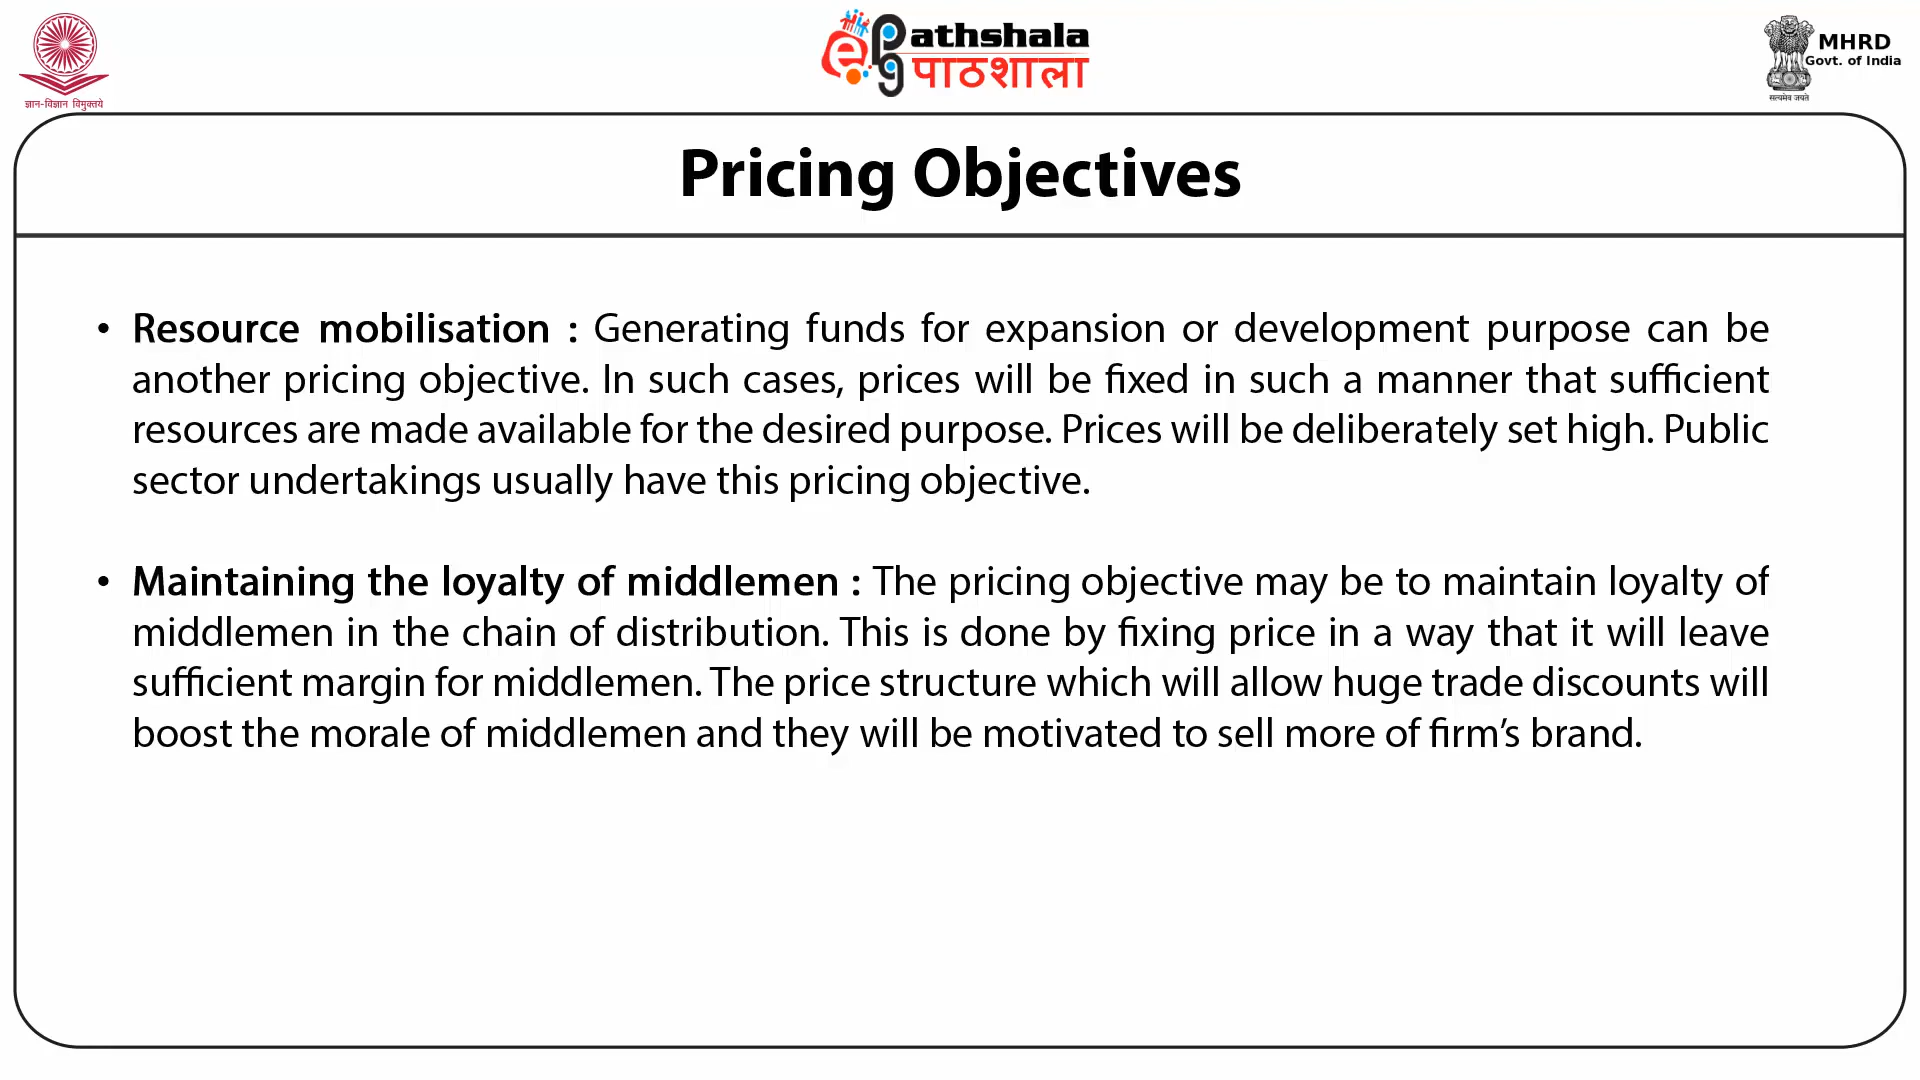 ज्ञान-विज्ञान विमुक्तये
e Pg athshala
पाठशाला
MHRD
Govt. of India
सत्यमेव जयते
Pricing Objectives
• Resource mobilisation : Generating funds for expansion or development purpose can be
another pricing objective. In such cases, prices will be fixed in such a manner that sufficient
resources are made available for the desired purpose. Prices will be deliberately set high. Public
sector undertakings usually have this pricing objective.
• Maintaining the loyalty of middlemen : The pricing objective may be to maintain loyalty of
middlemen in the chain of distribution. This is done by fixing price in a way that it will leave
sufficient margin for middlemen. The price structure which will allow huge trade discounts will
boost the morale of middlemen and they will be motivated to sell more of firm’s brand.